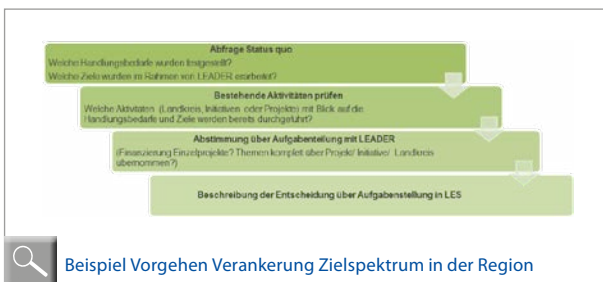 Abfrage Status quo
Welche Handlungsbedarfe wurden festgestellt?
Welche Ziele wurden im Rahmen von LEADER erarbeitet?
Bestehende Aktivitäten prüfen
Welche Aktivitäten (Landkreis, Initiativen oder Projekte) mit Blick auf die
Handlungsbedarfe und Ziele werden bereits durchgeführt?
Abstimmung über Aufgabenteilung mit LEADER
(Finanzierung Einzelprojekte? Themen komplett über Projekt/ Initiative/ Landkreis
übernommen?)
Beschreibung der Entscheidung über Aufgabenstellung in LES
Beispiel Vorgehen Verankerung Zielspektrum in der Region